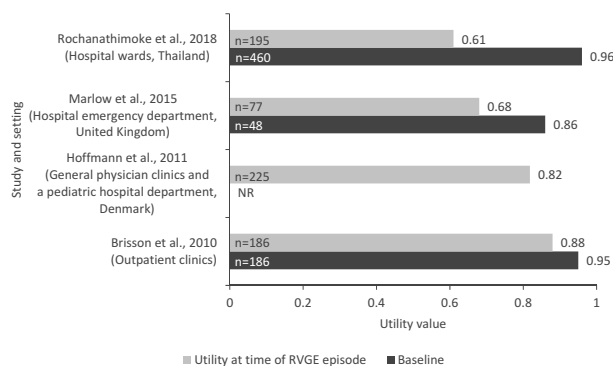 Study and setting
Rochanathimoke et al., 2018
(Hospital wards, Thailand)
n=195
0.61
n=460
0.96
Marlow et al., 2015
(Hospital emergency department,
United Kingdom)
n=77
0.68
n=48
0.86
Hoffmann et al., 2011
(General physician clinics and
a pediatric hospital department,
Denmark)
n=225
0.82
NR
Brisson et al., 2010
(Outpatient clinics)
n=186
0.88
n=186
0.95
0 0.2 0.4 0.6 0.8 1
Utility value
Utility at time of RVGE episode Baseline